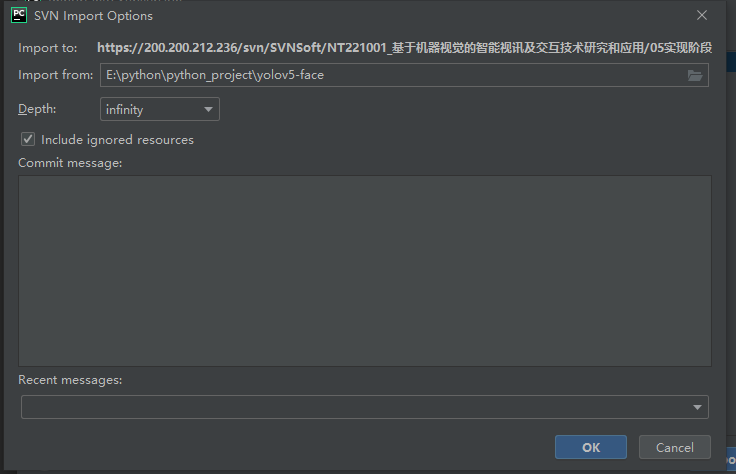 PC SVN Import Options
Import to: https://200.200.212.236/svn/SVNSoft/NT221001_基于机器视觉的智能视讯及交互技术研究和应用/05实现阶段
Import from: E:\python\python_project\yolov5-face
Depth: infinity
Include ignored resources
Commit message:
Recent messages:
OK Cancel